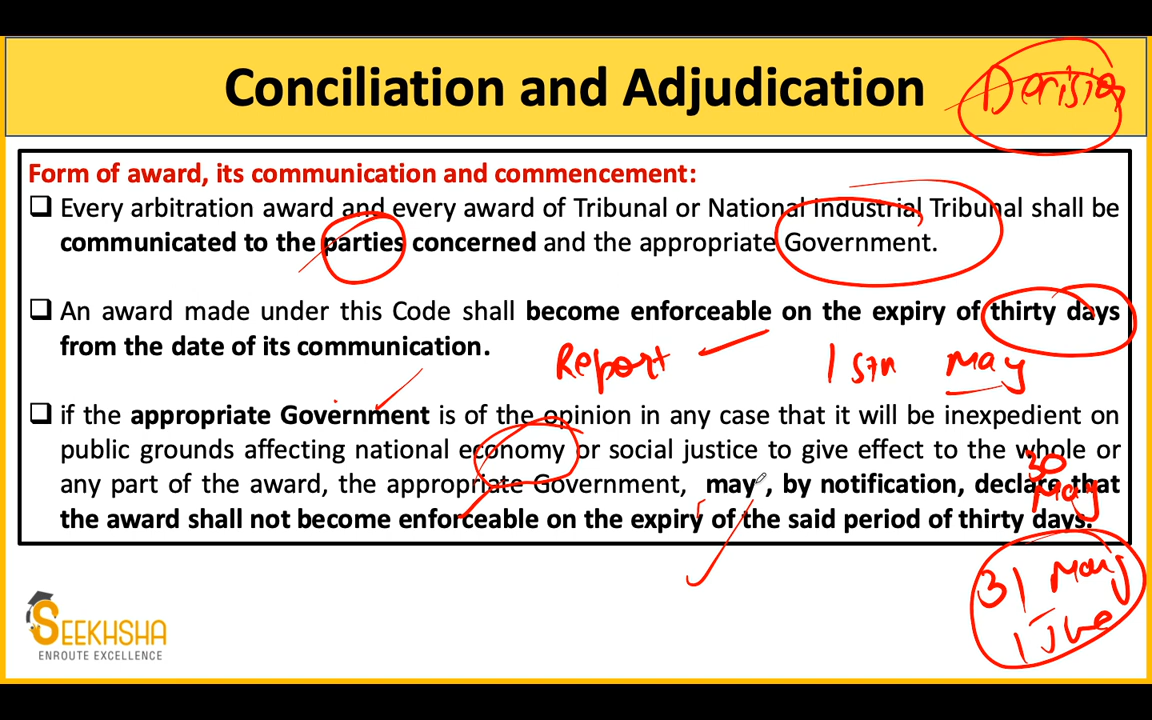 Conciliation and Adjudication
Decision
Form of award, its communication and commencement:
❑ Every arbitration award and every award of Tribunal or National Industrial Tribunal shall be
communicated to the parties concerned and the appropriate Government.
❑ An award made under this Code shall become enforceable on the expiry of thirty days
from the date of its communication.
Report
1 May
❑ if the appropriate Government is of the opinion in any case that it will be inexpedient on
public grounds affecting national economy or social justice to give effect to the whole or
any part of the award, the appropriate Government, may , by notification, declare that
the award shall not become enforceable on the expiry of the said period of thirty days.
30
May
31 May
1 June
SEEKHSHA
ENROUTE EXCELLENCE